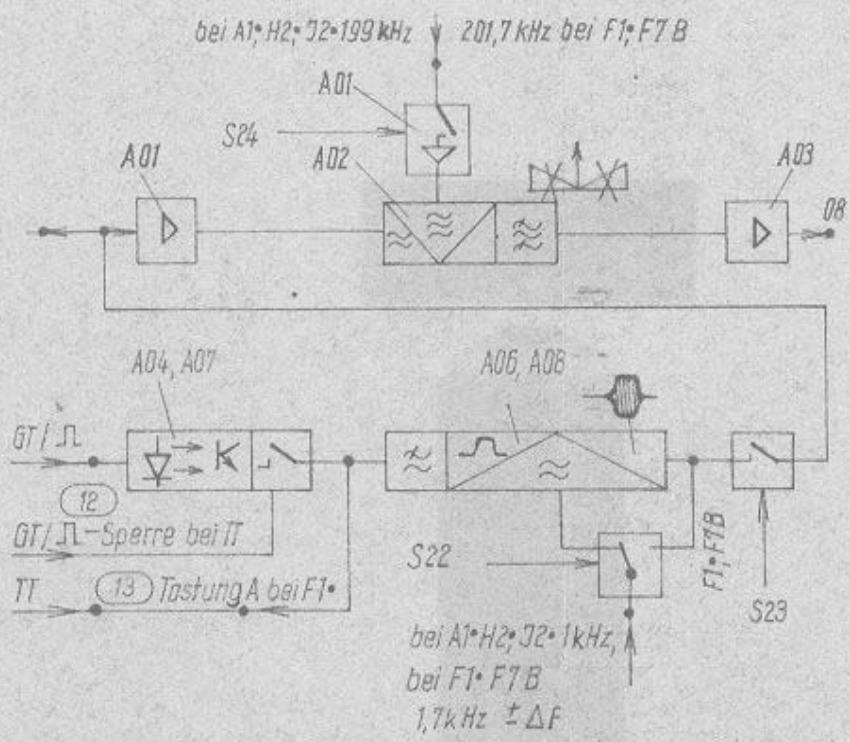 bei A1• H2; J2• 199 kHz 201,7 kHz bei F1• F7 B
A01
S24
A01
A02
A03
08
A04, A07
A06, A08
GT/⎍
12
GT/⎍-Sperre bei TT
S22
F1• F7B
TT
13 Tastung A bei F1•
S23
bei A1• H2; J2• 1 kHz,
bei F1• F7 B
1,7 kHz ± ΔF